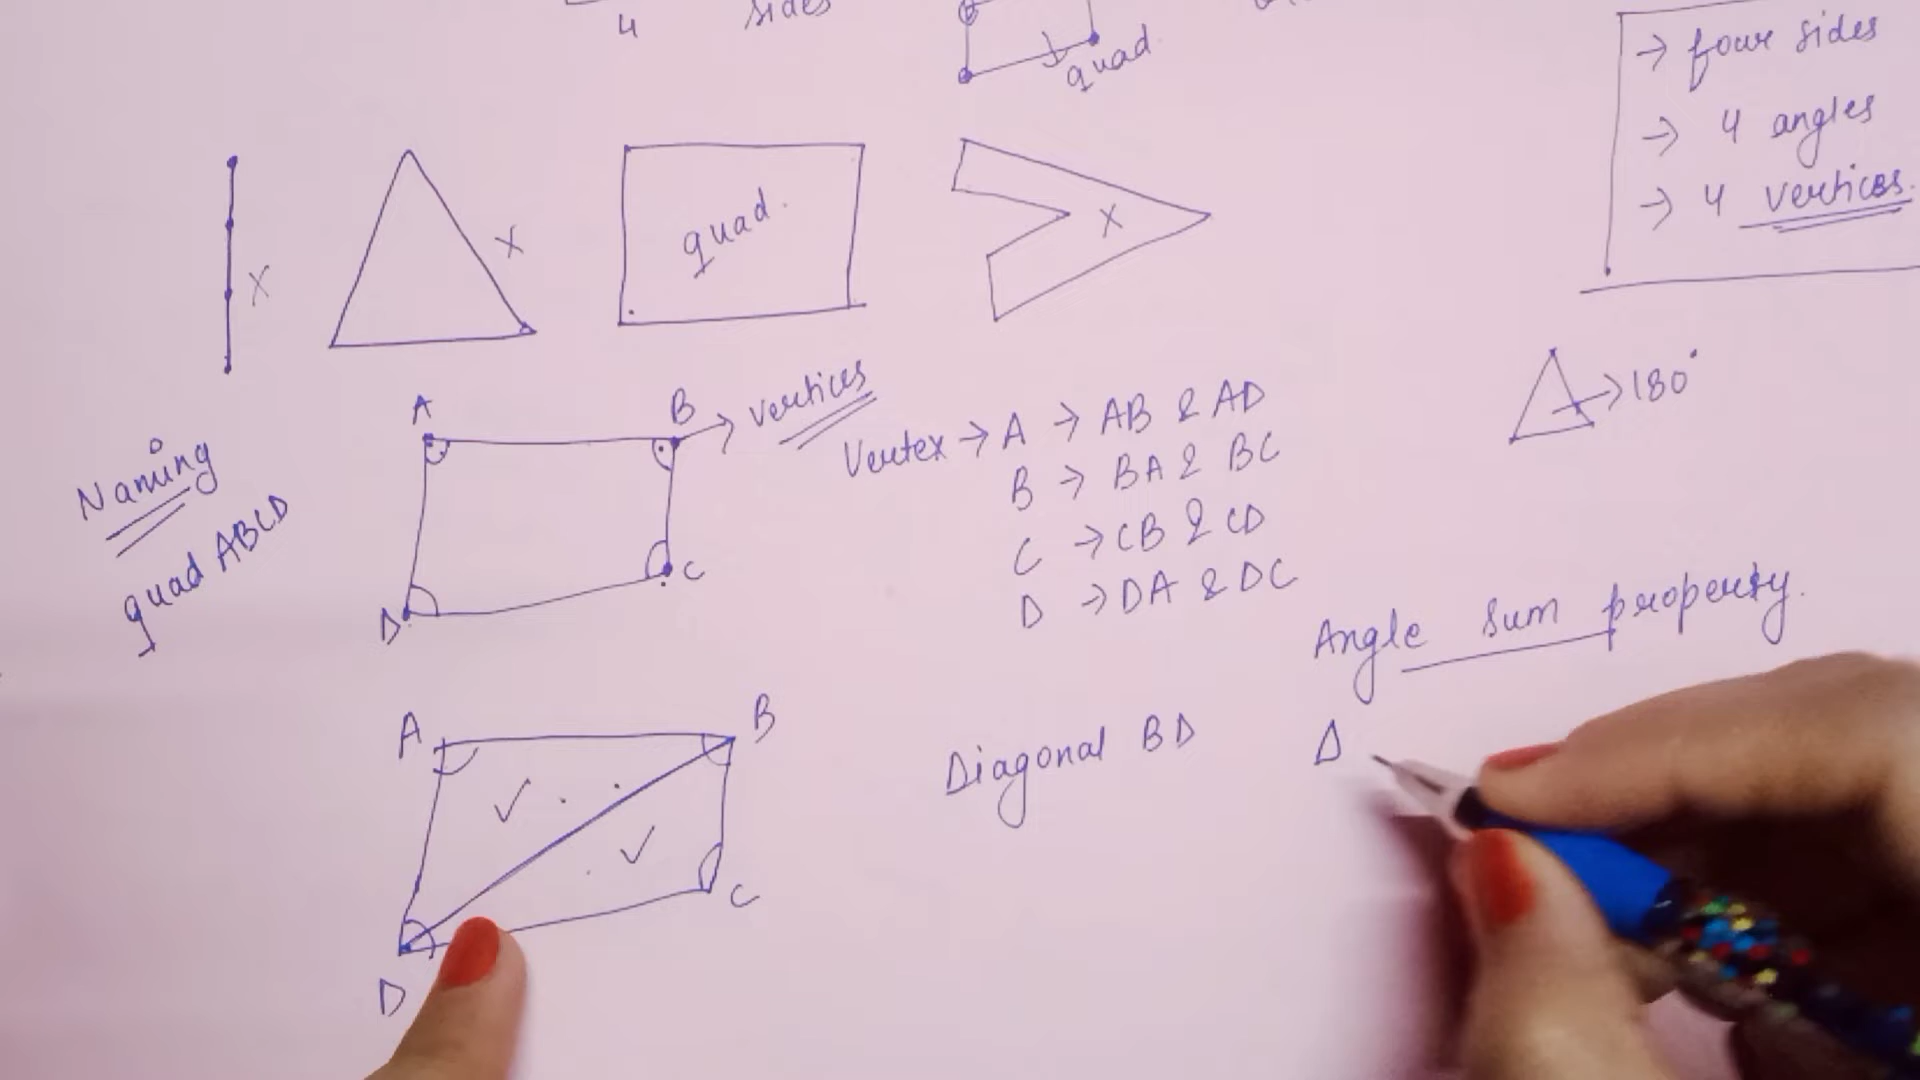 4 sides
quad.
→ four sides
→ 4 angles
→ 4 vertices.
X
X
quad.
X
→ 180°
Naming
quad ABCD
A
B
→ vertices
C
D
Vertex → A → AB & AD
B → BA & BC
C → CB & CD
D → DA & DC
Angle sum property.
A
B
C
D
Diagonal BD
Δ